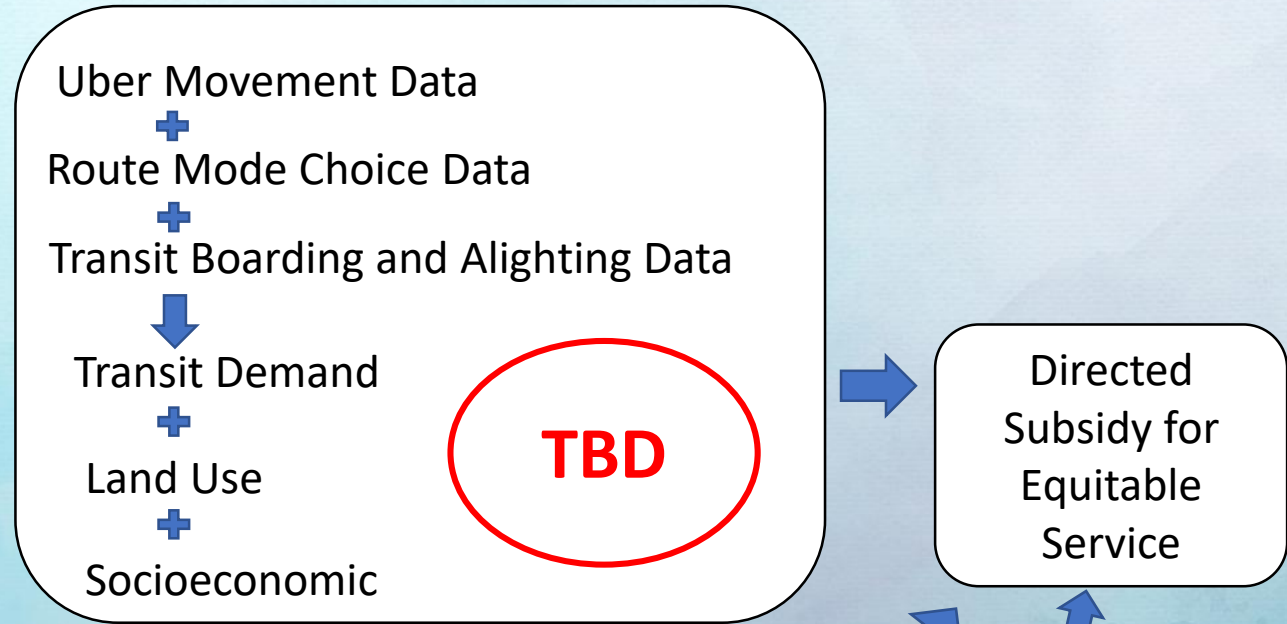 Uber Movement Data
Route Mode Choice Data
Transit Boarding and Alighting Data
Transit Demand
Land Use
Socioeconomic
TBD
Directed
Subsidy for
Equitable
Service